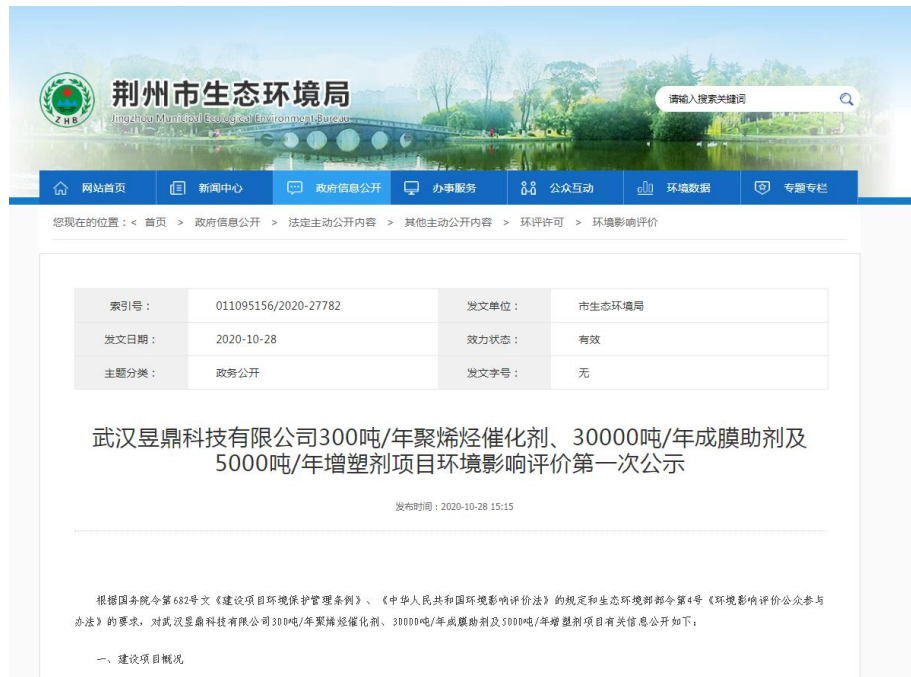 荆州市生态环境局
Jingzhou Municipal Ecological Environment Bureau
ZHB
请输入搜索关键词
网站首页 新闻中心 政府信息公开 办事服务 公众互动 环境数据 专题专栏
您现在的位置：< 首页 > 政府信息公开 > 法定主动公开内容 > 其他主动公开内容 > 环评许可 > 环境影响评价
索引号： 011095156/2020-27782 发文单位： 市生态环境局
发文日期： 2020-10-28 效力状态： 有效
主题分类： 政务公开 发文字号： 无
武汉昱鼎科技有限公司300吨/年聚烯烃催化剂、30000吨/年成膜助剂及
5000吨/年增塑剂项目环境影响评价第一次公示
发布时间：2020-10-28 15:15
根据国务院令第682号文《建设项目环境保护管理条例》、《中华人民共和国环境影响评价法》的规定和生态环境部部令第4号《环境影响评价公众参与
办法》的要求，对武汉昱鼎科技有限公司300吨/年聚烯烃催化剂、30000吨/年成膜助剂及5000吨/年增塑剂项目有关信息公开如下：
一、建设项目概况